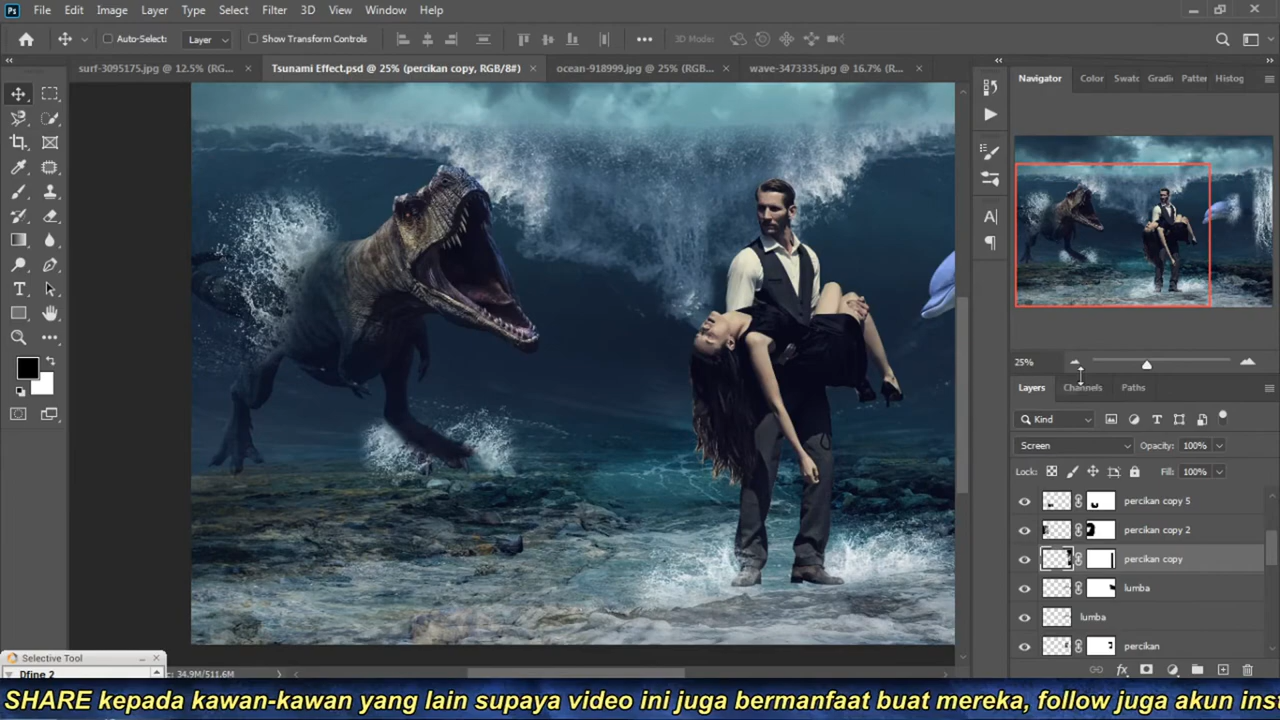 Ps File Edit Image Layer Type Select Filter 3D View Window Help
Auto-Select: Layer Show Transform Controls 3D Mode:
surf-3095175.jpg @ 12.5% (RG... × Tsunami Effect.psd @ 25% (percikan copy, RGB/8#) × ocean-918999.jpg @ 25% (RGB... × wave-3473335.jpg @ 16.7% (R... ×
Navigator Color Swatc Gradi Patter Histog
25%
Layers Channels Paths
Kind
Screen Opacity: 100%
Lock: Fill: 100%
percikan copy 5
percikan copy 2
percikan copy
lumba
lumba
percikan
Selective Tool
Dfine 2
34.9M/511.6M
SHARE kepada kawan-kawan yang lain supaya video ini juga bermanfaat buat mereka, follow juga akun inst